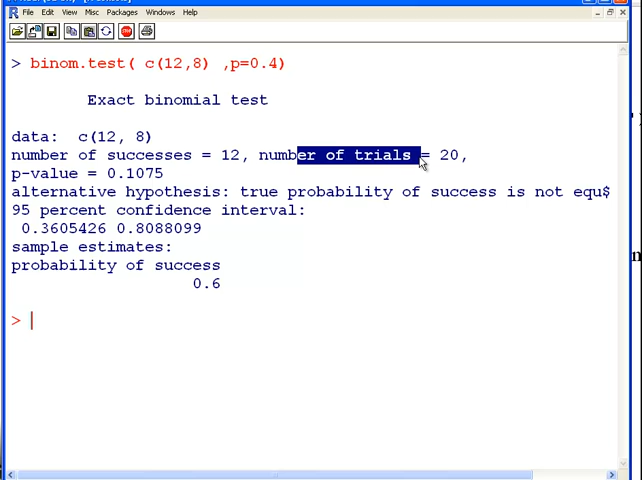 File Edit View Misc Packages Windows Help
> binom.test( c(12,8) ,p=0.4)
Exact binomial test
data:  c(12, 8)
number of successes = 12, number of trials = 20,
p-value = 0.1075
alternative hypothesis: true probability of success is not equ$
95 percent confidence interval:
0.3605426 0.8088099
sample estimates:
probability of success
0.6
>